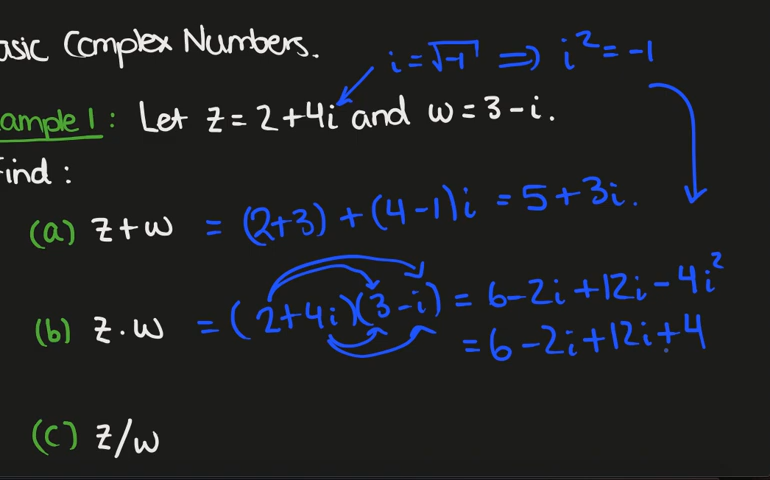 asic Complex Numbers.
i = √-1 ⇒ i² = -1
ample 1: Let z = 2+4i and w = 3-i.
Find:
(a) z+w = (2+3) + (4-1)i = 5+3i.
(b) z·w = (2+4i)(3-i) = 6-2i+12i-4i²
= 6-2i+12i+4
(c) z/w